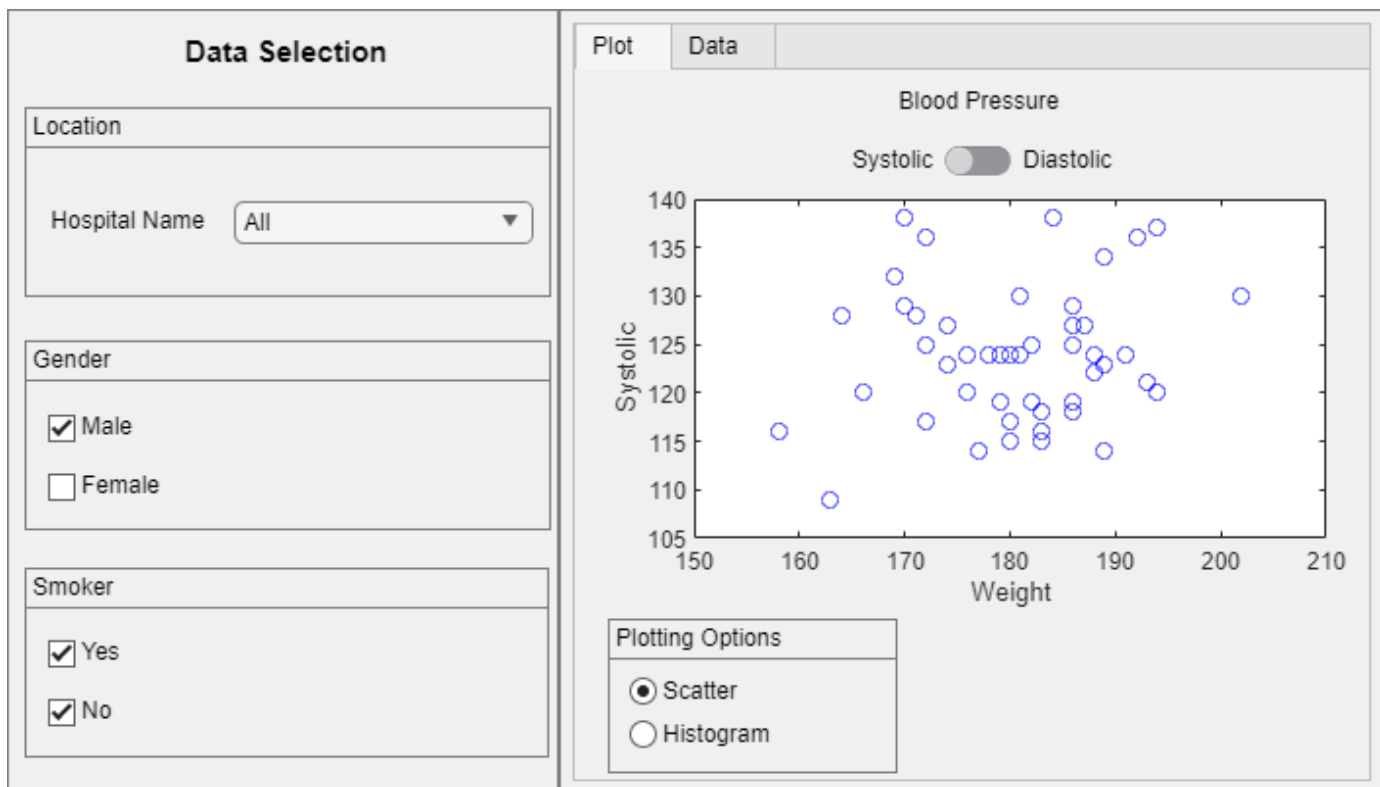 Data Selection
Location
Hospital Name All
Gender
Male
Female
Smoker
Yes
No
Plot Data
Blood Pressure
Systolic Diastolic
140
135
130
125
120
115
110
105
Systolic
150 160 170 180 190 200 210
Weight
Plotting Options
Scatter
Histogram